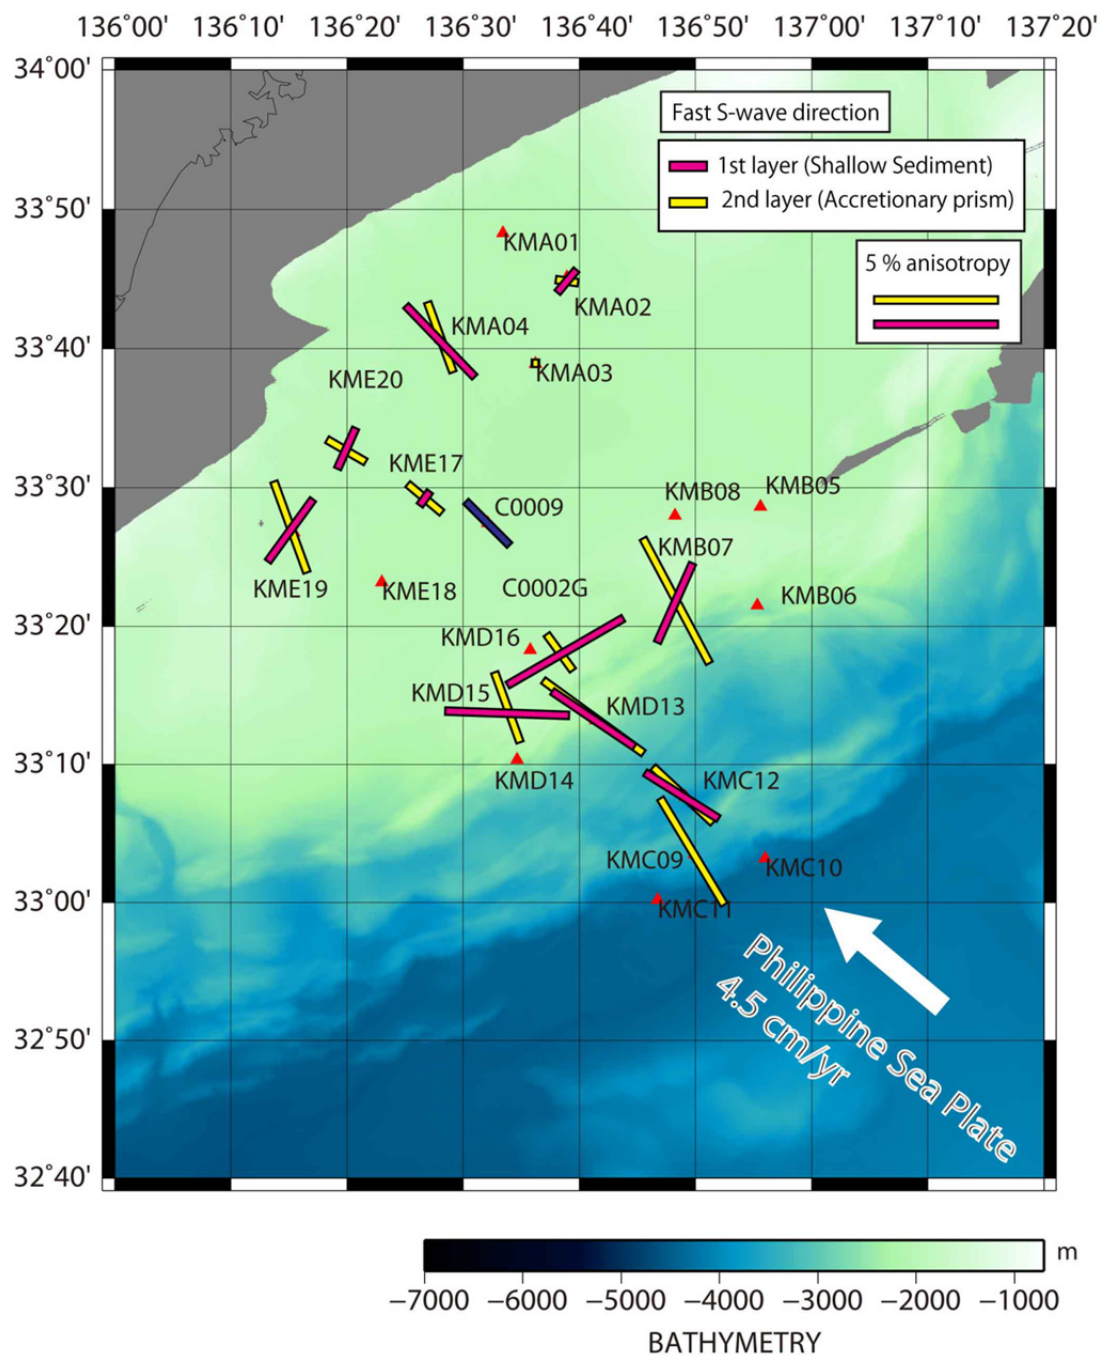 136°00' 136°10' 136°20' 136°30' 136°40' 136°50' 137°00' 137°10' 137°20'
34°00'
Fast S-wave direction
1st layer (Shallow Sediment)
2nd layer (Accretionary prism)
33°50'
KMA01
5 % anisotropy
KMA02
KMA04
33°40'
KMA03
KME20
KME17
33°30'
KMB08
KMB05
C0009
KMB07
KME19
KME18
C0002G
KMB06
33°20'
KMD16
KMD15
KMD13
33°10'
KMD14
KMC12
KMC09
KMC10
33°00'
KMC11
Philippine Sea Plate
4.5 cm/yr
32°50'
32°40'
m
−7000 −6000 −5000 −4000 −3000 −2000 −1000
BATHYMETRY